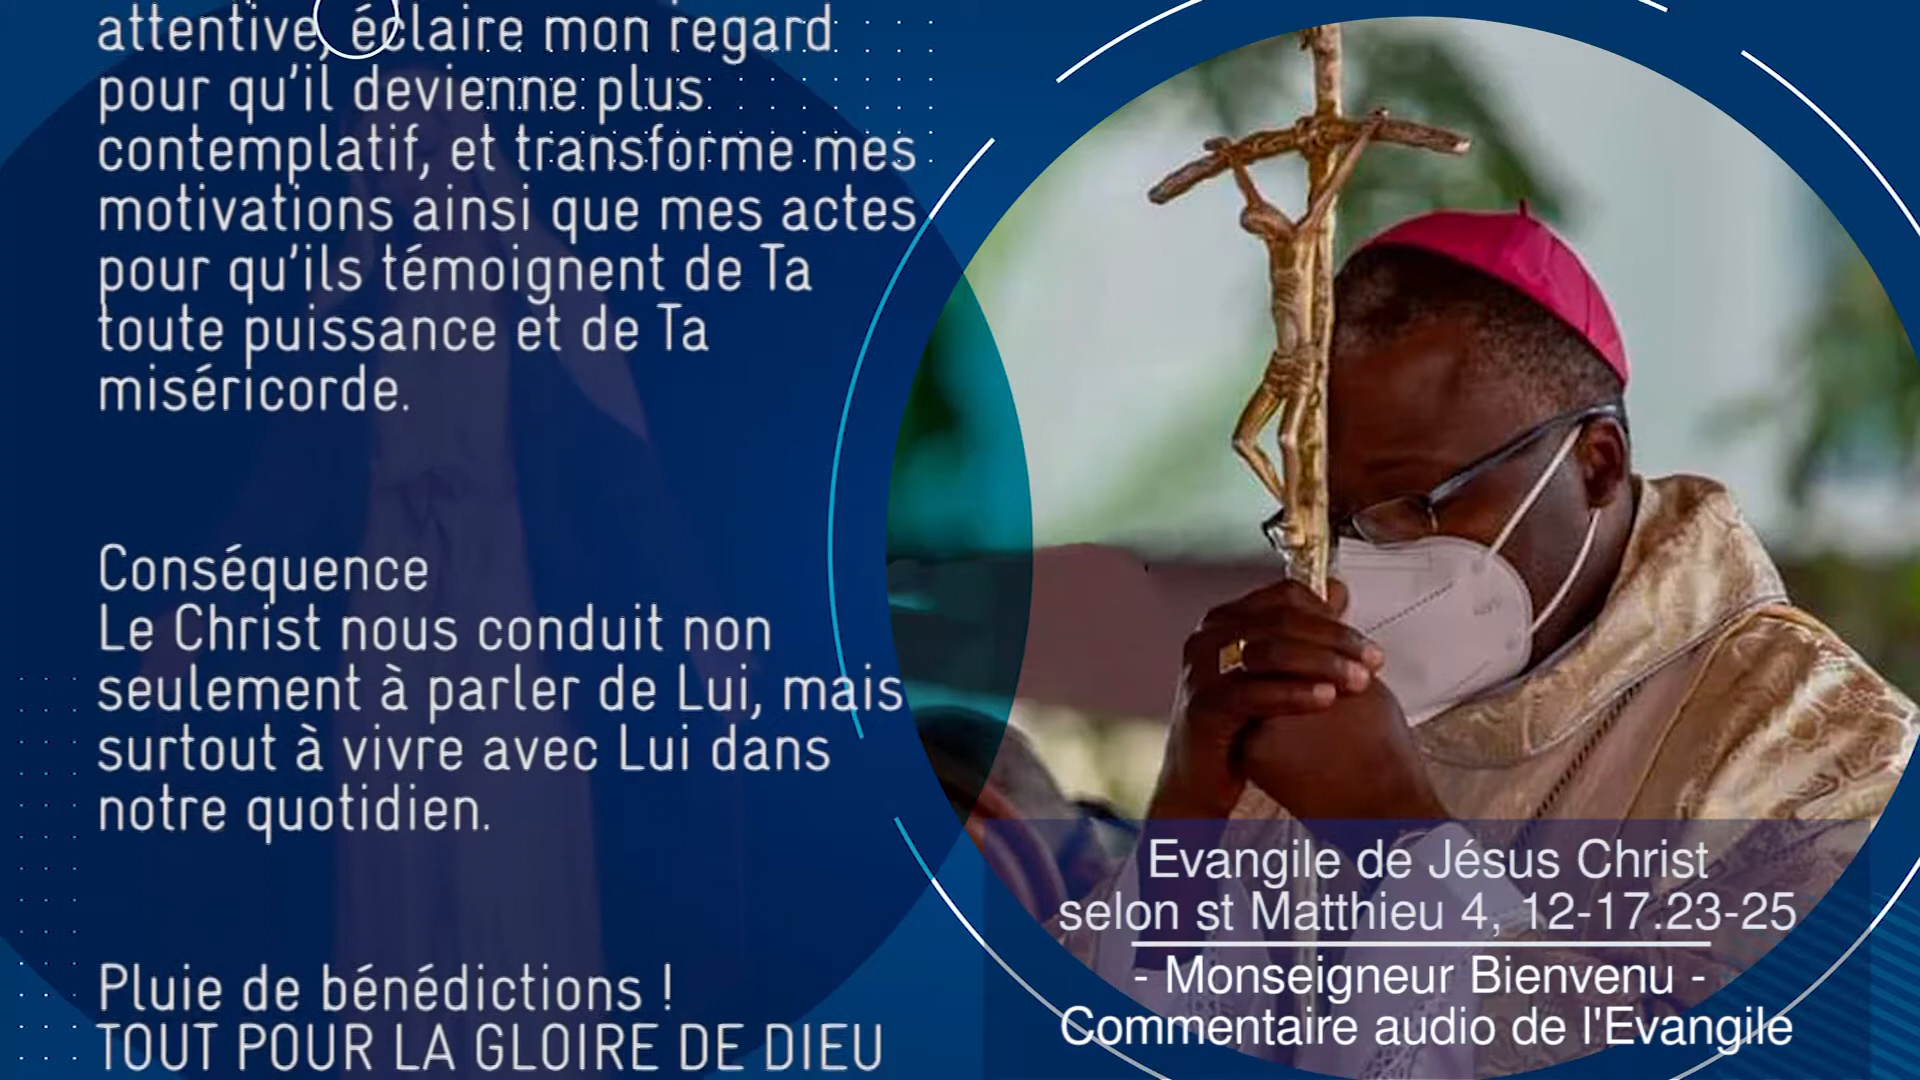 attentive, éclaire mon regard
pour qu'il devienne plus
contemplatif, et transforme mes
motivations ainsi que mes actes
pour qu'ils témoignent de Ta
toute puissance et de Ta
miséricorde.
Conséquence
Le Christ nous conduit non
seulement à parler de Lui, mais
surtout à vivre avec Lui dans
notre quotidien.
Pluie de bénédictions !
TOUT POUR LA GLOIRE DE DIEU
Evangile de Jésus Christ
selon st Matthieu 4, 12-17.23-25
- Monseigneur Bienvenu -
Commentaire audio de l'Evangile